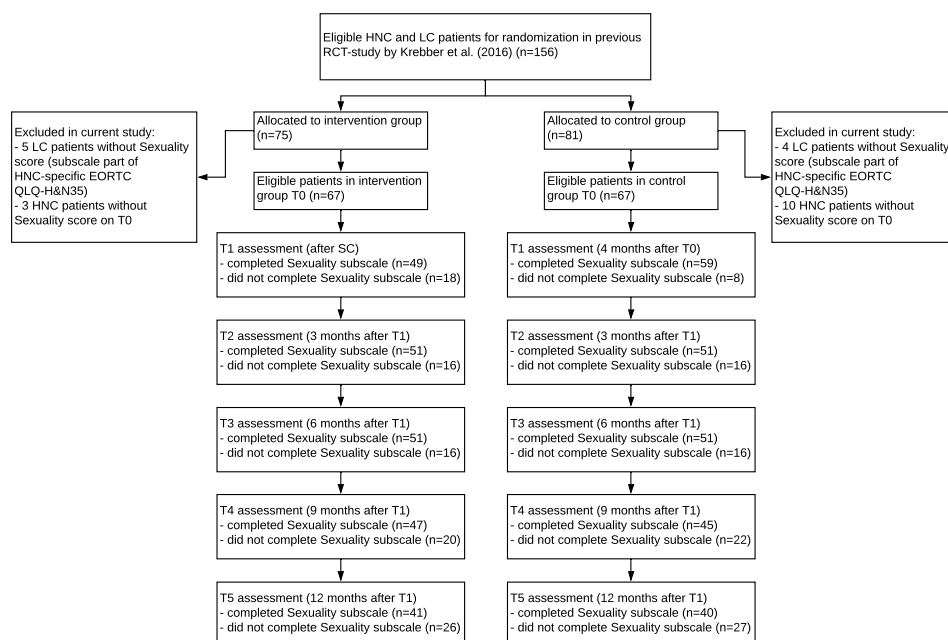 Eligible HNC and LC patients for randomization in previous
RCT-study by Krebber et al. (2016) (n=156)
Excluded in current study:
- 5 LC patients without Sexuality
score (subscale part of
HNC-specific EORTC
QLQ-H&N35)
- 3 HNC patients without
Sexuality score on T0
Allocated to intervention group
(n=75)
Allocated to control group
(n=81)
Excluded in current study:
- 4 LC patients without Sexuality
score (subscale part of
HNC-specific EORTC
QLQ-H&N35)
- 10 HNC patients without
Sexuality score on T0
Eligible patients in intervention
group T0 (n=67)
Eligible patients in control
group T0 (n=67)
T1 assessment (after SC)
- completed Sexuality subscale (n=49)
- did not complete Sexuality subscale (n=18)
T1 assessment (4 months after T0)
- completed Sexuality subscale (n=59)
- did not complete Sexuality subscale (n=8)
T2 assessment (3 months after T1)
- completed Sexuality subscale (n=51)
- did not complete Sexuality subscale (n=16)
T2 assessment (3 months after T1)
- completed Sexuality subscale (n=51)
- did not complete Sexuality subscale (n=16)
T3 assessment (6 months after T1)
- completed Sexuality subscale (n=51)
- did not complete Sexuality subscale (n=16)
T3 assessment (6 months after T1)
- completed Sexuality subscale (n=51)
- did not complete Sexuality subscale (n=16)
T4 assessment (9 months after T1)
- completed Sexuality subscale (n=47)
- did not complete Sexuality subscale (n=20)
T4 assessment (9 months after T1)
- completed Sexuality subscale (n=45)
- did not complete Sexuality subscale (n=22)
T5 assessment (12 months after T1)
- completed Sexuality subscale (n=41)
- did not complete Sexuality subscale (n=26)
T5 assessment (12 months after T1)
- completed Sexuality subscale (n=40)
- did not complete Sexuality subscale (n=27)